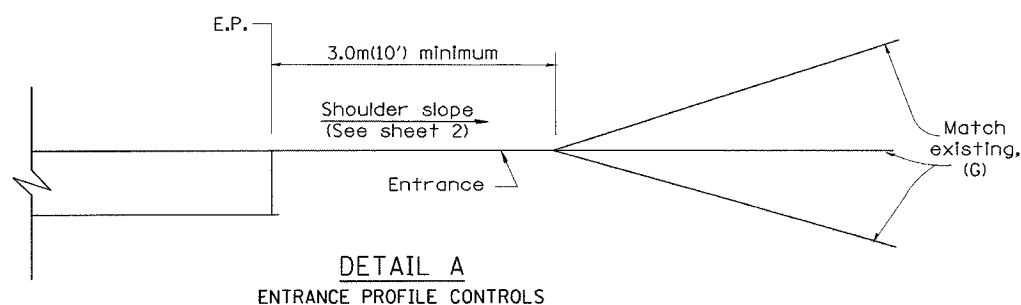 E.P.
3.0m(10') minimum
Shoulder slope
(See sheet 2)
Entrance
Match
existing,
(G)
DETAIL A
ENTRANCE PROFILE CONTROLS